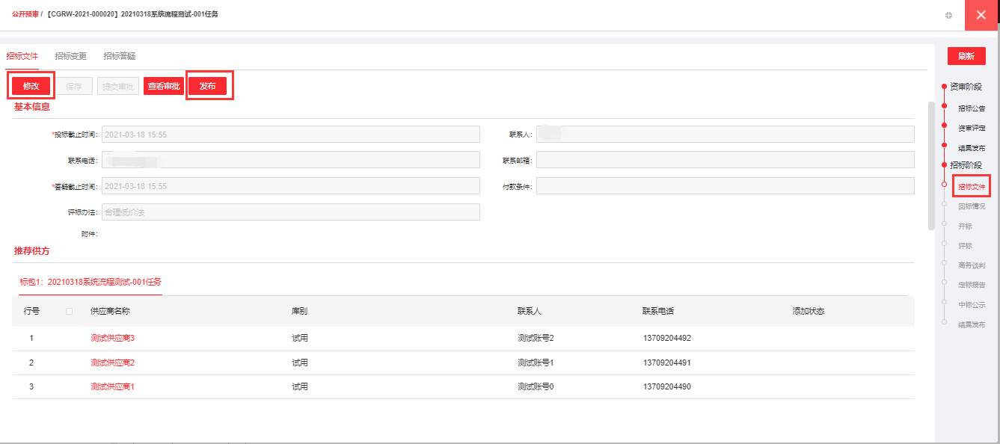 公开预审 / 【CGRW-2021-000020】20210318系统流程测试-001任务
招标文件 招标变更 招标答疑
修改 保存 提交审批 查看审批 发布
基本信息
*投标截止时间: 2021-03-18 15:55 联系人:
联系电话: 联系邮箱:
*答疑截止时间: 2021-03-18 15:55 付款条件:
评标办法: 合理低价法
附件:
推荐供方
标包1: 20210318系统流程测试-001任务
行号 供应商名称 库别 联系人 联系电话 添加状态
1 测试供应商3 试用 测试账号2 13709204492
2 测试供应商2 试用 测试账号1 13709204491
3 测试供应商1 试用 测试账号0 13709204490
刷新
资审阶段
招标公告
资审评定
结果发布
招标阶段
招标文件
回标情况
开标
评标
商务谈判
定标报告
中标公示
结果发布